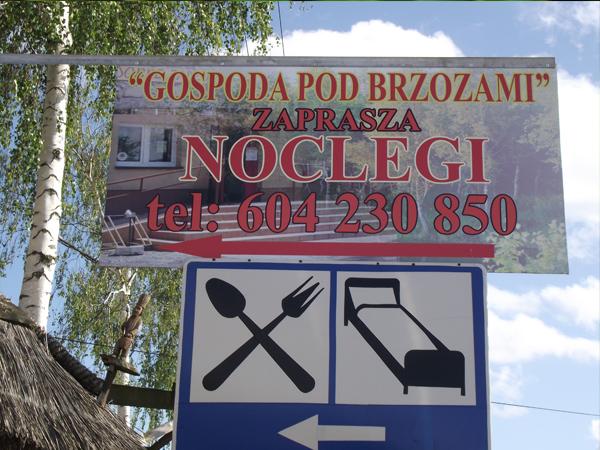 “GOSPODA POD BRZOZAMI”
ZAPRASZA
NOCLEGI
tel: 604 230 850